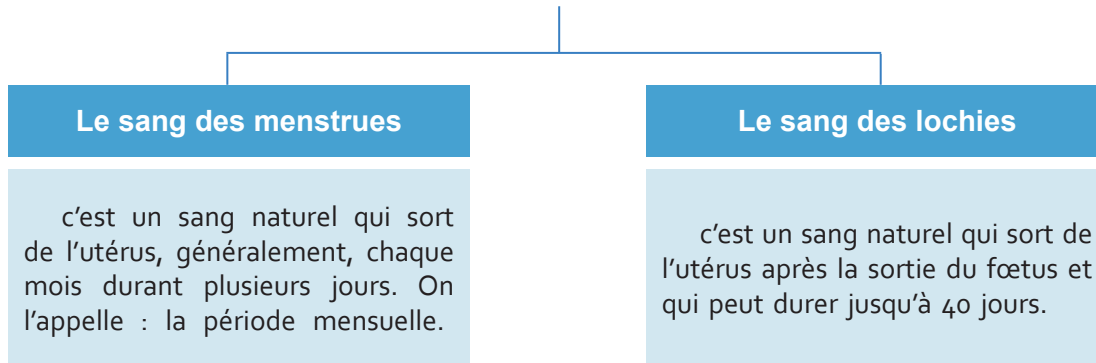 Le sang des menstrues
c'est un sang naturel qui sort
de l'utérus, généralement, chaque
mois durant plusieurs jours. On
l'appelle : la période mensuelle.
Le sang des lochies
c'est un sang naturel qui sort de
l'utérus après la sortie du fœtus et
qui peut durer jusqu'à 40 jours.